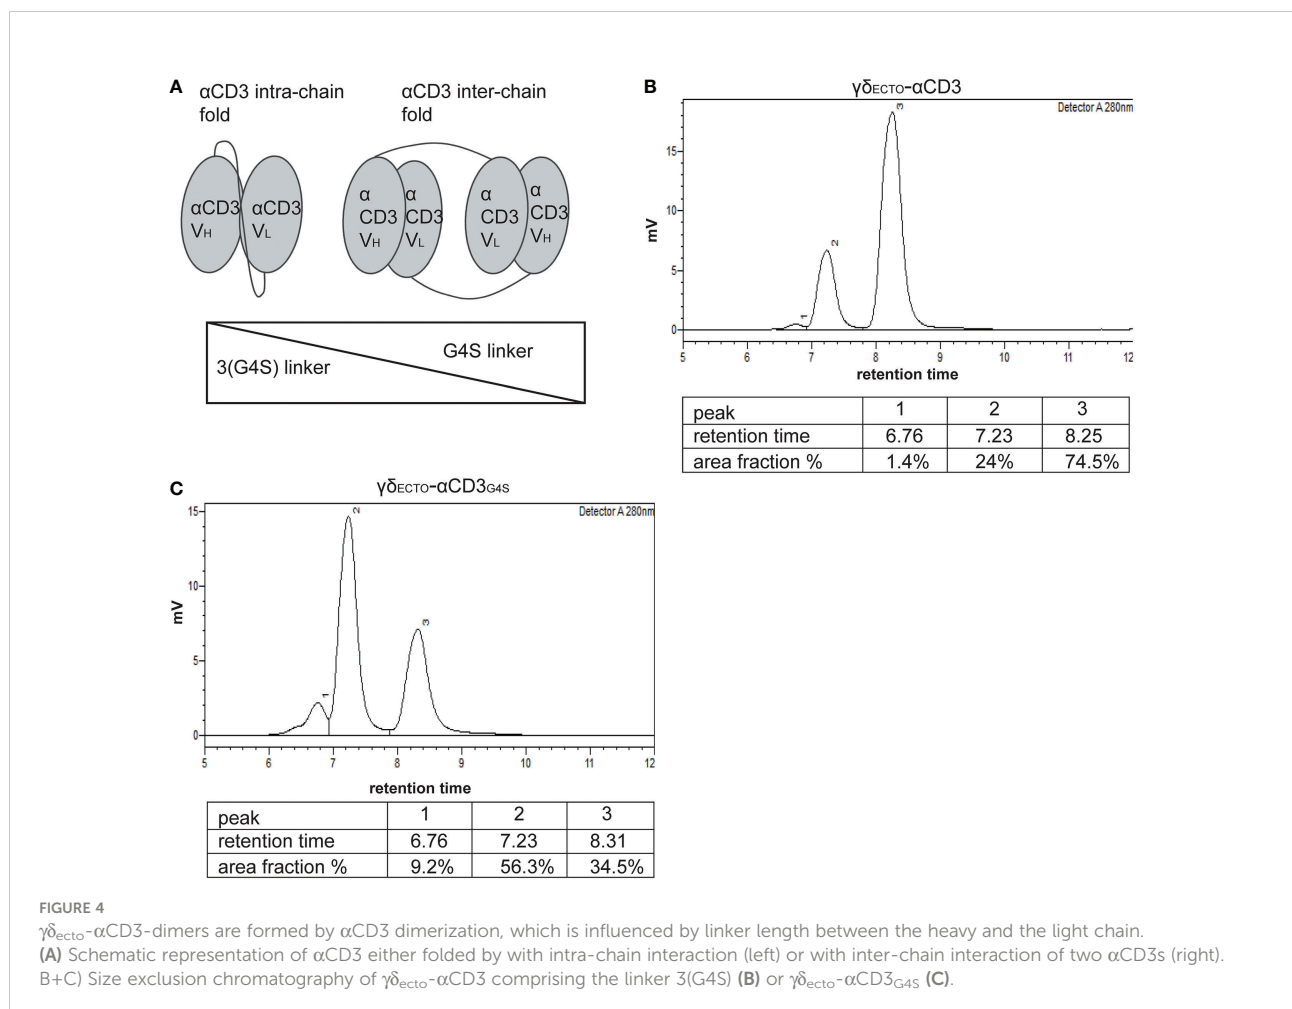 A
αCD3 intra-chain
fold
αCD3 inter-chain
fold
αCD3
VH
αCD3
VL
α
CD3
VH
α
CD3
VL
α
CD3
VL
α
CD3
VH
3(G4S) linker
G4S linker
B
γδECTO-αCD3
Detector A 280nm
mV
15
10
5
0
1
2
3
5 6 7 8 9 10 11 12
retention time
peak 1 2 3
retention time 6.76 7.23 8.25
area fraction % 1.4% 24% 74.5%
C
γδECTO-αCD3G4S
Detector A 280nm
mV
15
10
5
0
1
2
3
5 6 7 8 9 10 11 12
retention time
peak 1 2 3
retention time 6.76 7.23 8.31
area fraction % 9.2% 56.3% 34.5%
FIGURE 4
γδecto-αCD3-dimers are formed by αCD3 dimerization, which is influenced by linker length between the heavy and the light chain.
(A) Schematic representation of αCD3 either folded by with intra-chain interaction (left) or with inter-chain interaction of two αCD3s (right).
B+C) Size exclusion chromatography of γδecto-αCD3 comprising the linker 3(G4S) (B) or γδecto-αCD3G4S (C).